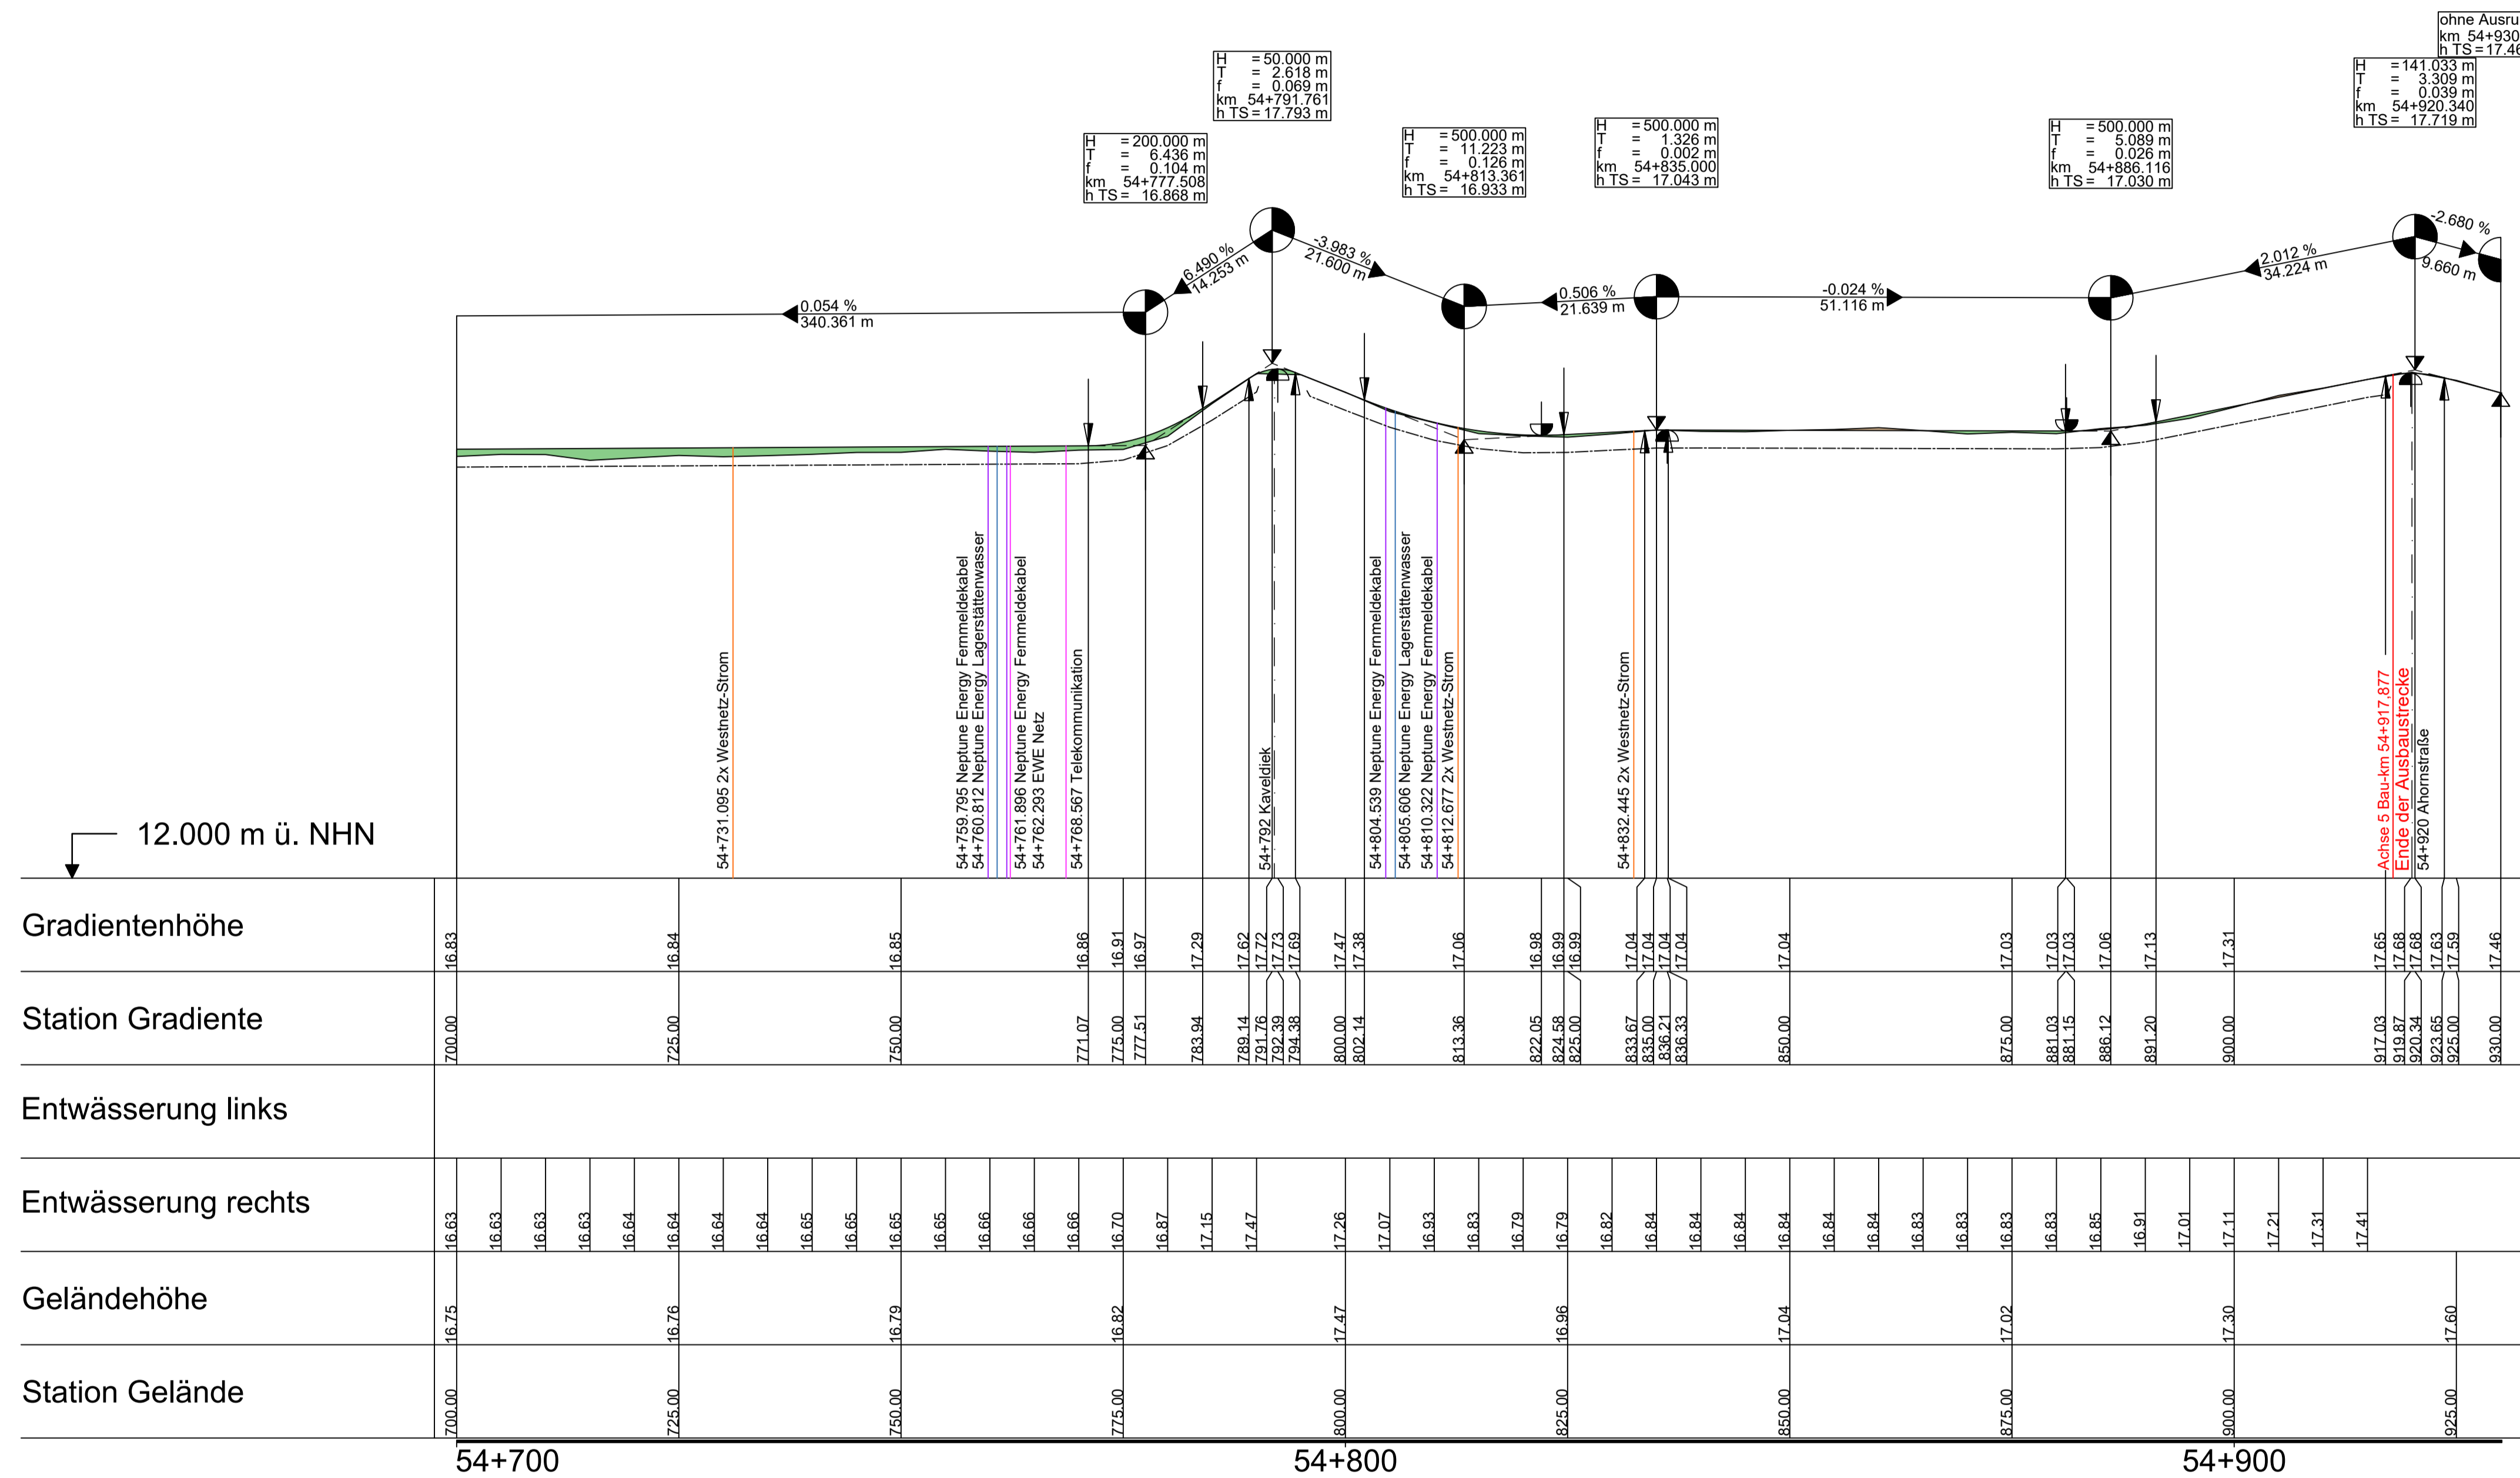 ohne Ausru
km 54+930
h TS = 17.46
H = 141.033 m
T = 3.309 m
f = 0.039 m
km 54+920.340
h TS = 17.719 m
H = 50.000 m
T = 2.618 m
f = 0.069 m
km 54+791.761
h TS = 17.793 m
H = 200.000 m
T = 6.436 m
f = 0.104 m
km 54+777.508
h TS = 16.868 m
H = 500.000 m
T = 11.223 m
f = 0.126 m
km 54+813.361
h TS = 16.933 m
H = 500.000 m
T = 1.326 m
f = 0.002 m
km 54+835.000
h TS = 17.043 m
H = 500.000 m
T = 5.089 m
f = 0.026 m
km 54+886.116
h TS = 17.030 m
0.054 %
340.361 m
6.490 %
14.253 m
-3.983 %
21.600 m
0.506 %
21.639 m
-0.024 %
51.116 m
2.012 %
34.224 m
-2.680 %
9.660 m
54+731.095 2x Westnetz-Strom
54+759.795 Neptune Energy Fernmeldekabel
54+760.812 Neptune Energy Lagerstättenwasser
54+761.896 Neptune Energy Fernmeldekabel
54+762.293 EWE Netz
54+768.567 Telekommunikation
54+792 Kaveldiek
54+804.539 Neptune Energy Fernmeldekabel
54+805.606 Neptune Energy Lagerstättenwasser
54+810.322 Neptune Energy Fernmeldekabel
54+812.677 2x Westnetz-Strom
54+832.445 2x Westnetz-Strom
Achse 5 Bau-km 54+917,877
Ende der Ausbaustrecke
54+920 Ahornstraße
12.000 m ü. NHN
Gradientenhöhe
16.83 16.84 16.85 16.86 16.91 16.97 17.29 17.62 17.72 17.73 17.69 17.47 17.38 17.06 16.98 16.99 16.99 17.04 17.04 17.04 17.04 17.04 17.03 17.03 17.03 17.06 17.13 17.31 17.65 17.68 17.68 17.63 17.59 17.46
Station Gradiente
700.00 725.00 750.00 771.07 775.00 777.51 783.94 789.14 791.76 792.39 794.38 800.00 802.14 813.36 822.05 824.58 825.00 833.67 835.00 836.21 836.33 850.00 875.00 881.03 881.15 886.12 891.20 900.00 917.03 919.87 920.34 923.65 925.00 930.00
Entwässerung links
Entwässerung rechts
16.63 16.63 16.63 16.63 16.64 16.64 16.64 16.64 16.65 16.65 16.65 16.65 16.66 16.66 16.66 16.70 16.87 17.15 17.47 17.26 17.07 16.93 16.83 16.79 16.79 16.82 16.84 16.84 16.84 16.84 16.84 16.84 16.83 16.83 16.83 16.83 16.85 16.91 17.01 17.11 17.21 17.31 17.41
Geländehöhe
16.75 16.76 16.79 16.82 17.47 16.96 17.04 17.02 17.30 17.60
Station Gelände
700.00 725.00 750.00 775.00 800.00 825.00 850.00 875.00 900.00 925.00
54+700 54+800 54+900